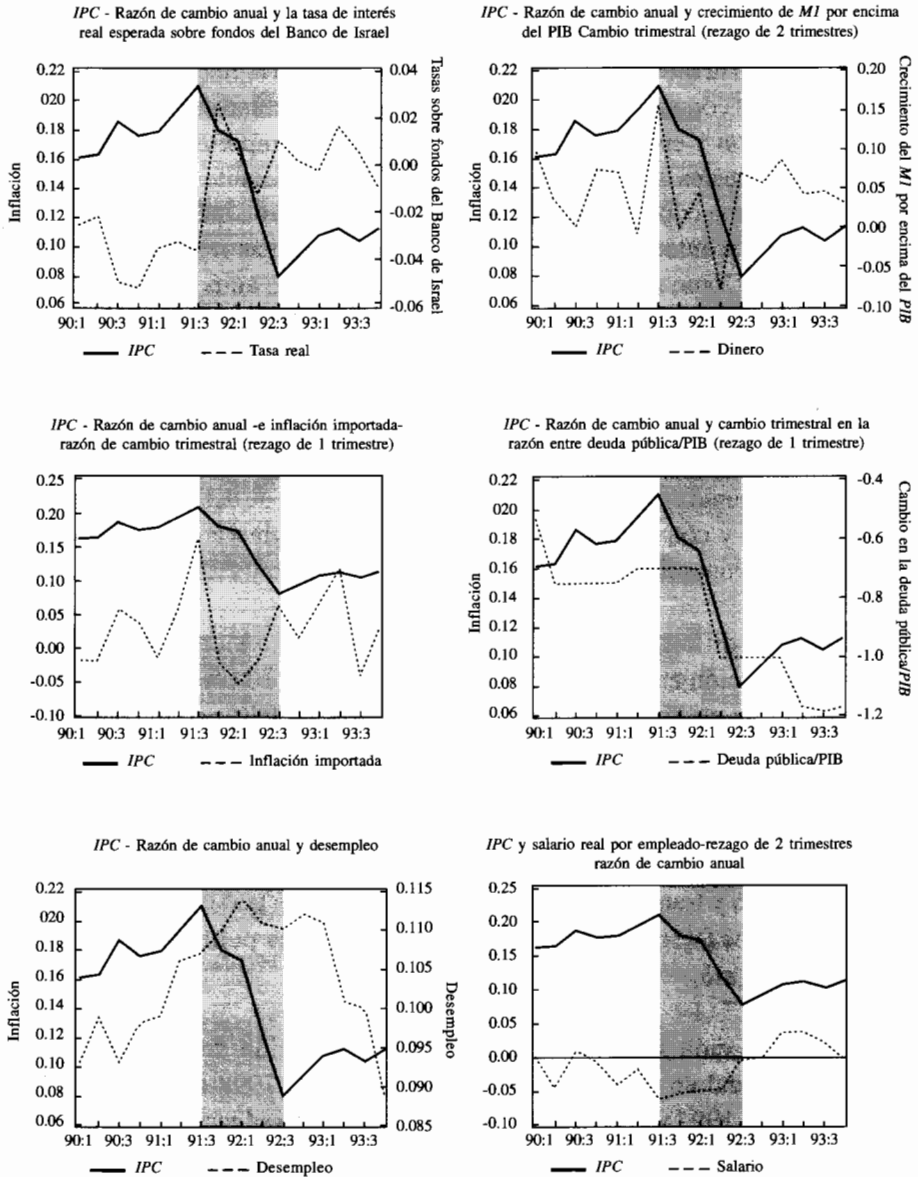 IPC - Razón de cambio anual y la tasa de interés
real esperada sobre fondos del Banco de Israel
0.22
020
0.18
0.16
0.14
0.12
0.10
0.08
0.06
Inflación
0.04
0.02
0.00
-0.02
-0.04
-0.06
Tasas sobre fondos del Banco de Israel
90:1 90:3 91:1 91:3 92:1 92:3 93:1 93:3
IPC Tasa real
IPC - Razón de cambio anual y crecimiento de M1 por encima
del PIB Cambio trimestral (rezago de 2 trimestres)
0.22
020
0.18
0.16
0.14
0.12
0.10
0.08
0.06
Inflación
0.20
0.15
0.10
0.05
0.00
-0.05
-0.10
Crecimiento del M1 por encima del PIB
90:1 90:3 91:1 91:3 92:1 92:3 93:1 93:3
IPC Dinero
IPC - Razón de cambio anual -e inflación importada-
razón de cambio trimestral (rezago de 1 trimestre)
0.25
0.20
0.15
0.10
0.05
0.00
-0.05
-0.10
90:1 90:3 91:1 91:3 92:1 92:3 93:1 93:3
IPC Inflación importada
IPC - Razón de cambio anual y cambio trimestral en la
razón entre deuda pública/PIB (rezago de 1 trimestre)
0.22
020
0.18
0.16
0.14
0.12
0.10
0.08
0.06
Inflación
-0.4
-0.6
-0.8
-1.0
-1.2
Cambio en la deuda
pública/PIB
90:1 90:3 91:1 91:3 92:1 92:3 93:1 93:3
IPC Deuda pública/PIB
IPC - Razón de cambio anual y desempleo
0.22
020
0.18
0.16
0.14
0.12
0.10
0.08
0.06
Inflación
0.115
0.110
0.105
0.100
0.095
0.090
0.085
Desempleo
90:1 90:3 91:1 91:3 92:1 92:3 93:1 93:3
IPC Desempleo
IPC y salario real por empleado-rezago de 2 trimestres
razón de cambio anual
0.25
0.20
0.15
0.10
0.05
0.00
-0.05
-0.10
90:1 90:3 91:1 91:3 92:1 92:3 93:1 93:3
IPC Salario